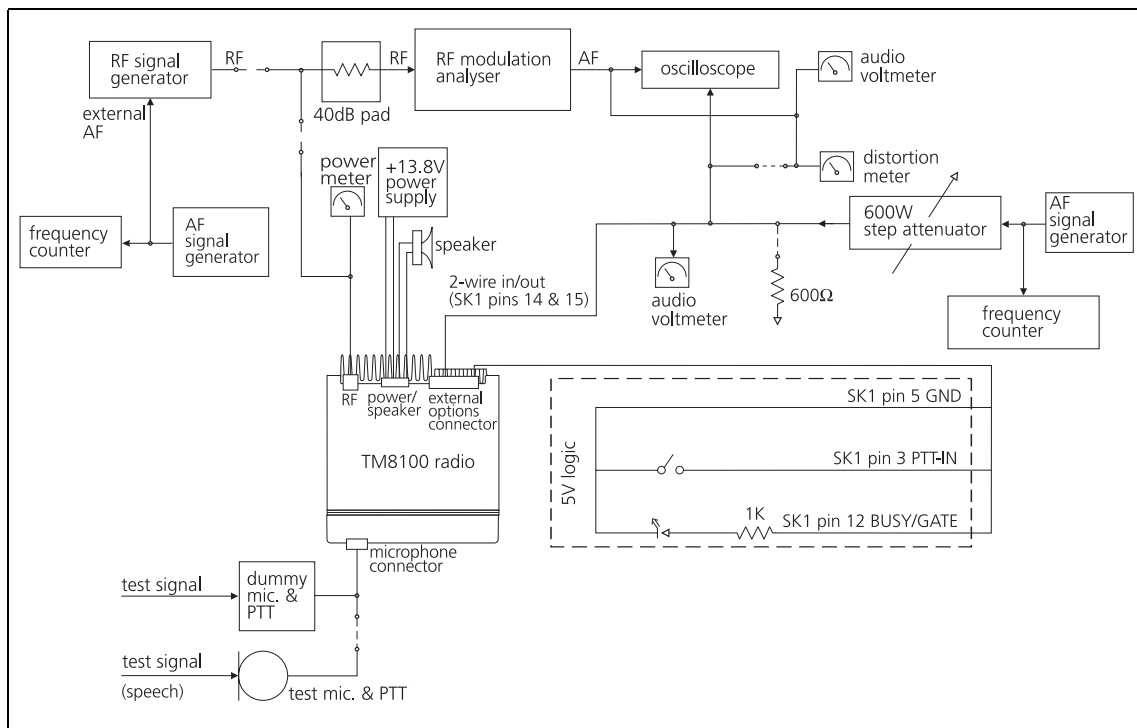 RF signal
generator
RF
external
AF
40dB pad
RF
RF modulation
analyser
AF
oscilloscope
audio
voltmeter
distortion
meter
600W
step attenuator
AF
signal
generator
frequency
counter
frequency
counter
AF
signal
generator
power
meter
+13.8V
power
supply
speaker
2-wire in/out
(SK1 pins 14 & 15)
audio
voltmeter
600Ω
RF
power/
speaker
external
options
connector
TM8100 radio
microphone
connector
5V logic
SK1 pin 5 GND
SK1 pin 3 PTT-IN
1K
SK1 pin 12 BUSY/GATE
test signal
dummy
mic. &
PTT
test signal
(speech)
test mic. & PTT